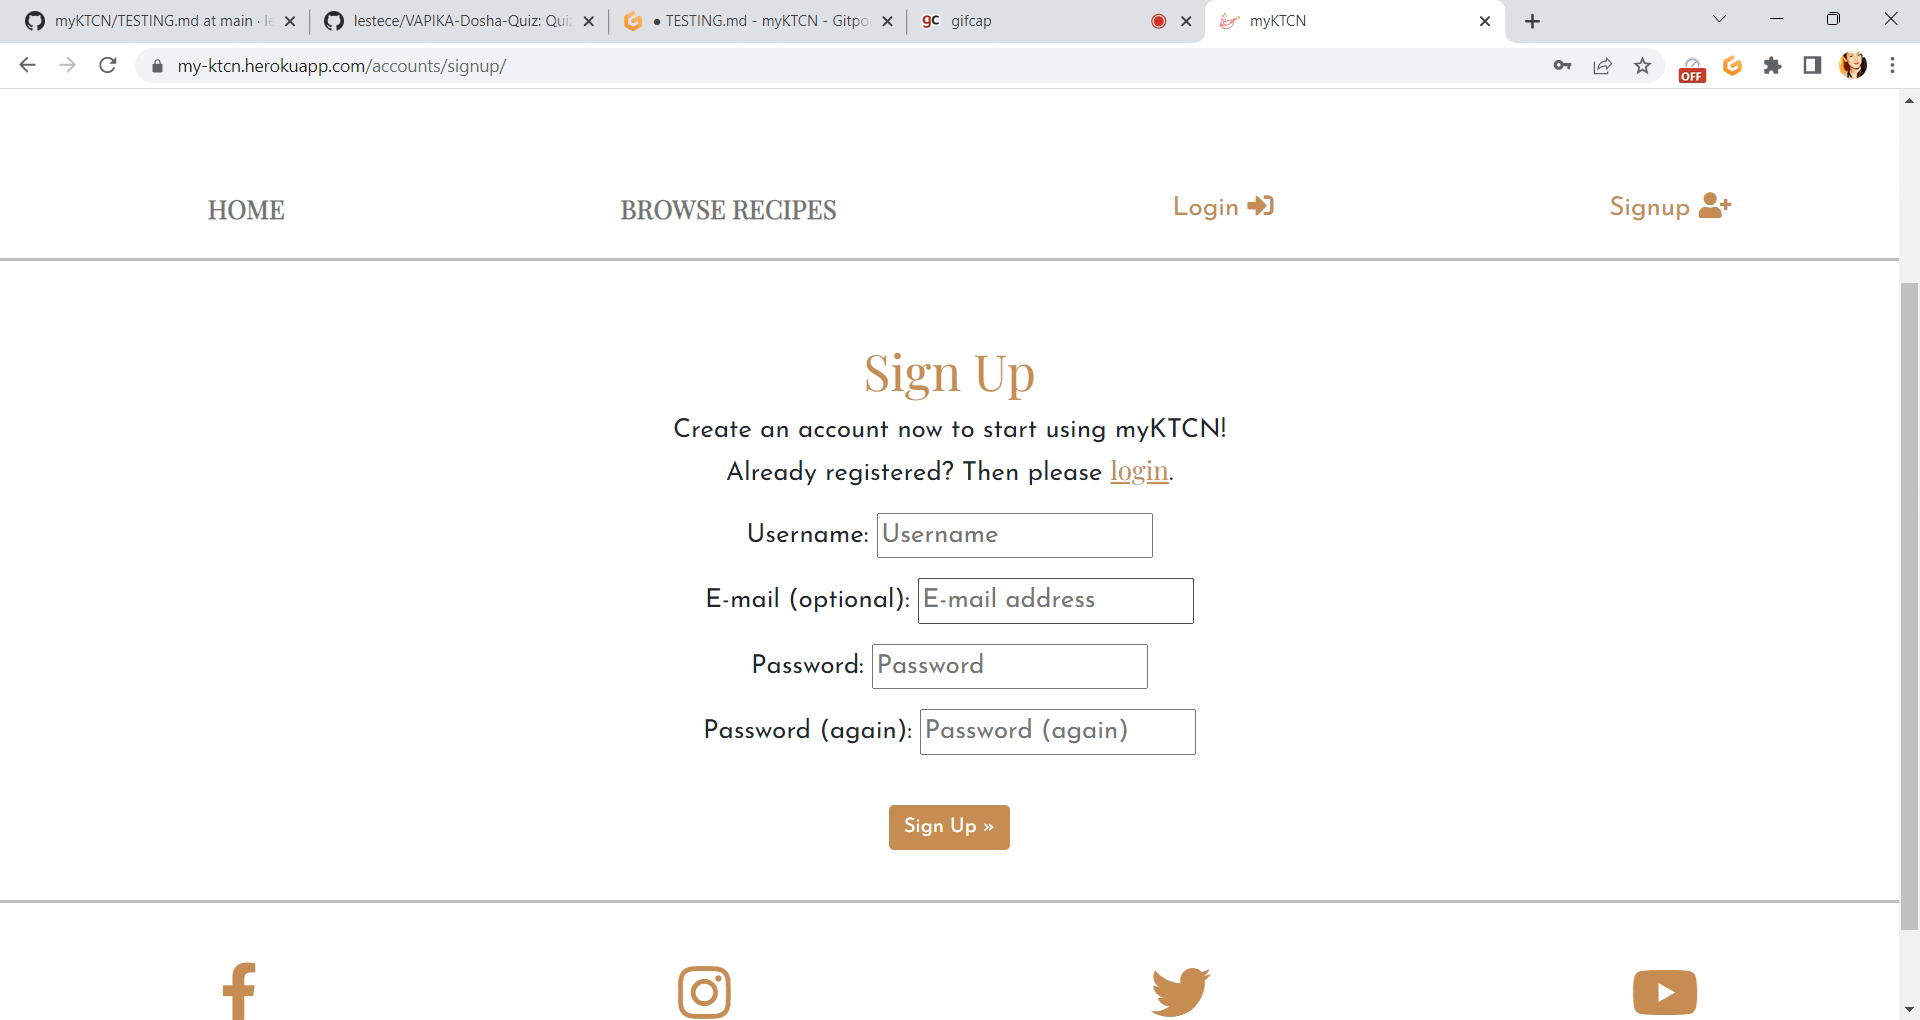 myKTCN/TESTING.md at main · le
lestece/VAPIKA-Dosha-Quiz: Qui
● TESTING.md - myKTCN - Gitpo
gc gifcap
myKTCN
my-ktcn.herokuapp.com/accounts/signup/
OFF
HOME
BROWSE RECIPES
Login
Signup
Sign Up
Create an account now to start using myKTCN!
Already registered? Then please login.
Username: Username
E-mail (optional): E-mail address
Password: Password
Password (again): Password (again)
Sign Up »